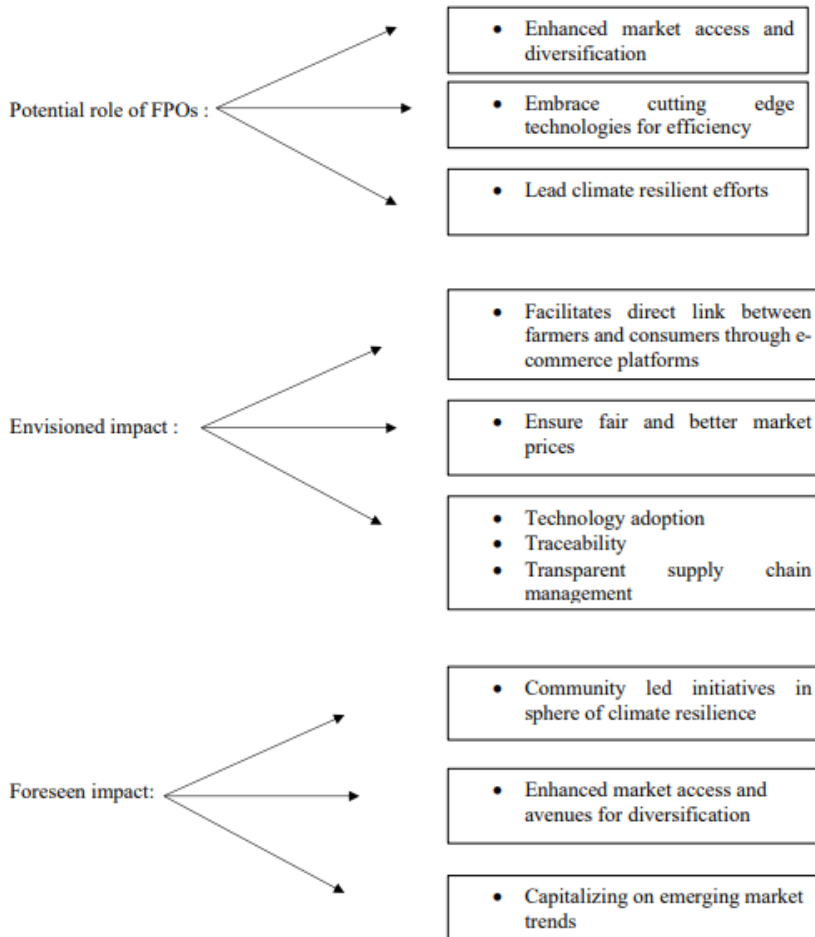 Potential role of FPOs :
• Enhanced market access and
diversification
• Embrace cutting edge
technologies for efficiency
• Lead climate resilient efforts
Envisioned impact :
• Facilitates direct link between
farmers and consumers through e-
commerce platforms
• Ensure fair and better market
prices
• Technology adoption
• Traceability
• Transparent supply chain
management
Foreseen impact:
• Community led initiatives in
sphere of climate resilience
• Enhanced market access and
avenues for diversification
• Capitalizing on emerging market
trends